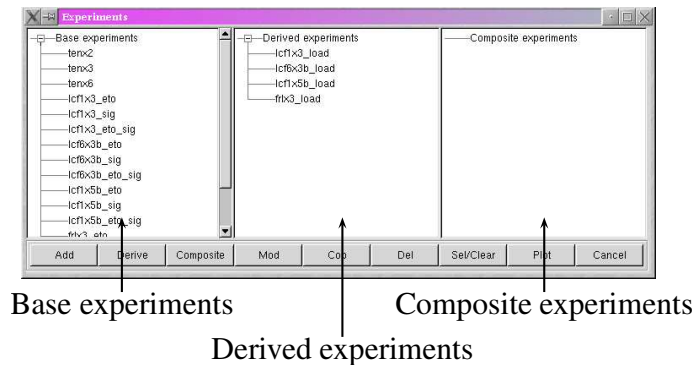 Experiments
Base experiments
tenx2
tenx3
tenx6
lcf1x3_eto
lcf1x3_sig
lcf1x3_eto_sig
lcf6x3b_eto
lcf6x3b_sig
lcf6x3b_eto_sig
lcf1x5b_eto
lcf1x5b_sig
lcf1x5b_eto_sig
frlx3_eto
Derived experiments
lcf1x3_load
lcf6x3b_load
lcf1x5b_load
frlx3_load
Composite experiments
Add Derive Composite Mod Cop Del Sel/Clear Plot Cancel
Base experiments
Composite experiments
Derived experiments